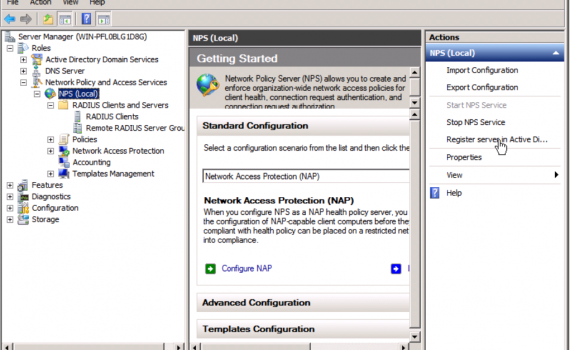 File Action View Help
Server Manager (WIN-PFL0BLG1D8G)
Roles
Active Directory Domain Services
DNS Server
Network Policy and Access Services
NPS (Local)
RADIUS Clients and Servers
RADIUS Clients
Remote RADIUS Server Grou
Policies
Network Access Protection
Accounting
Templates Management
Features
Diagnostics
Configuration
Storage
NPS (Local)
Getting Started
Network Policy Server (NPS) allows you to create and
enforce organization-wide network access policies for
client health, connection request authentication, and
connection request authorization.
Standard Configuration
Select a configuration scenario from the list and then click the
Network Access Protection (NAP)
Network Access Protection (NAP)
When you configure NPS as a NAP health policy server, you
the configuration of NAP-capable client computers before they
compliant with health policy can be placed on a restricted net
into compliance.
Configure NAP
Advanced Configuration
Templates Configuration
Actions
NPS (Local)
Import Configuration
Export Configuration
Start NPS Service
Stop NPS Service
Register server in Active Di...
Properties
View
Help